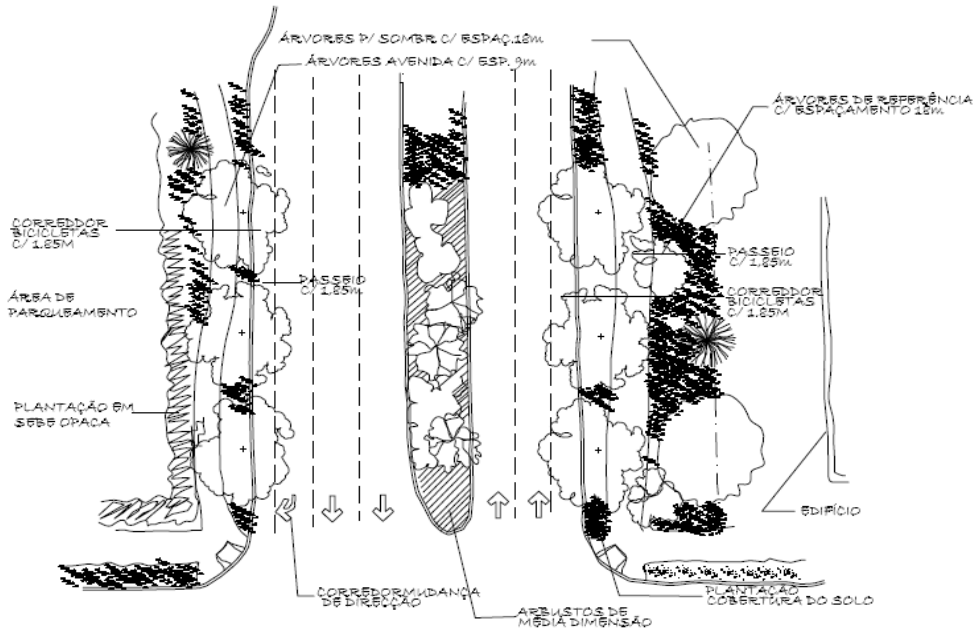 ÁRVORES P/ SOMBR C/ ESPAÇ.18m
ÁRVORES AVENIDA C/ ESP. 9m
ÁRVORES DE REFERÊNCIA
C/ ESPAÇAMENTO 18m
CORREDDOR
BICICLETAS
C/ 1.85M
PASSEIO
C/ 1,85m
PASSEIO
C/ 1,85m
CORREDDOR
BICICLETAS
C/ 1.85M
ÁREA DE
PARQUEAMENTO
PLANTAÇÃO EM
SEBE OPACA
EDIFÍCIO
CORREDORMUDANÇA
DE DIRECÇÃO
ARBUSTOS DE
MÉDIA DIMENSÃO
PLANTAÇÃO
COBERTURA DO SOLO